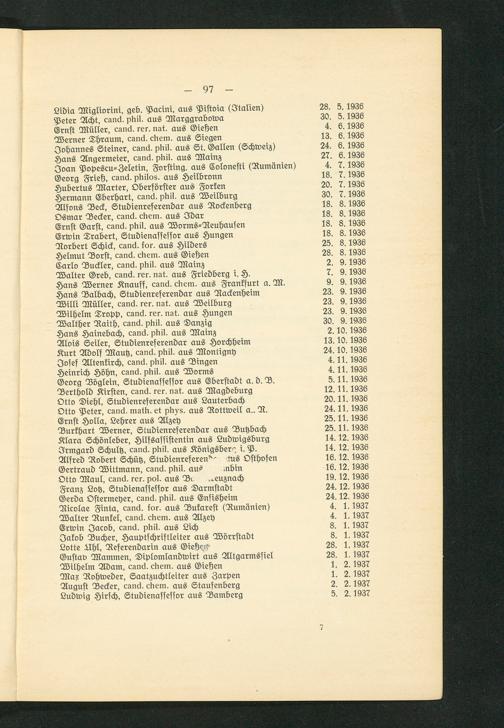 — 97 —
Lidia Migliorini, geb. Pacini, aus Pistoia (Italien) 28. 5. 1936
Peter Acht, cand. phil. aus Marggrabowa 30. 5. 1936
Ernst Müller, cand. rer. nat. aus Gießen 4. 6. 1936
Werner Thraum, cand. chem. aus Siegen 13. 6. 1936
Johannes Steiner, cand. phil. aus St. Gallen (Schweiz) 24. 6. 1936
Hans Angermeier, cand. phil. aus Mainz 27. 6. 1936
Joan Popescu-Zeletin, Forsting. aus Colonesti (Rumänien) 4. 7. 1936
Georg Frieß, cand. philos. aus Heilbronn 18. 7. 1936
Hubertus Marter, Oberförster aus Forken 20. 7. 1936
Hermann Eberhart, cand. phil. aus Weilburg 30. 7. 1936
Alfons Beck, Studienreferendar aus Rockenberg 18. 8. 1936
Osmar Becker, cand. chem. aus Idar 18. 8. 1936
Ernst Garst, cand. phil. aus Worms-Neuhausen 18. 8. 1936
Erwin Trabert, Studienassessor aus Hungen 18. 8. 1936
Norbert Schick, cand. for. aus Hilders 25. 8. 1936
Helmut Borst, cand. chem. aus Gießen 28. 8. 1936
Carlo Buckler, cand. phil. aus Mainz 2. 9. 1936
Walter Greb, cand. rer. nat. aus Friedberg i. H. 7. 9. 1936
Hans Werner Knauff, cand. chem. aus Frankfurt a. M. 9. 9. 1936
Hans Balbach, Studienreferendar aus Nackenheim 23. 9. 1936
Willi Müller, cand. rer. nat. aus Weilburg 23. 9. 1936
Wilhelm Tropp, cand. rer. nat. aus Hungen 23. 9. 1936
Walther Raith, cand. phil. aus Danzig 30. 9. 1936
Hans Hainebach, cand. phil. aus Mainz 2. 10. 1936
Alois Seiler, Studienreferendar aus Horchheim 13. 10. 1936
Kurt Adolf Mautz, cand. phil. aus Montigny 24. 10. 1936
Josef Altenkirch, cand. phil. aus Bingen 4. 11. 1936
Heinrich Höhn, cand. phil. aus Worms 4. 11. 1936
Georg Böglein, Studienassessor aus Eberstadt a. d. B. 5. 11. 1936
Berthold Kirsten, cand. rer. nat. aus Magdeburg 12. 11. 1936
Otto Diehl, Studienreferendar aus Lauterbach 20. 11. 1936
Otto Peter, cand. math. et phys. aus Rottweil a. N. 24. 11. 1936
Ernst Holla, Lehrer aus Alzey 25. 11. 1936
Burkhart Werner, Studienreferendar aus Butzbach 25. 11. 1936
Klara Schönleber, Hilfsassistentin aus Ludwigsburg 14. 12. 1936
Irmgard Schultz, cand. phil. aus Königsberg i. P. 14. 12. 1936
Alfred Robert Schütz, Studienreferen aus Osthofen 16. 12. 1936
Gertraud Wittmann, cand. phil. aus 16. 12. 1936
Otto Maul, cand. rer. pol. aus 19. 12. 1936
Franz Lotz, Studienassessor aus Darmstadt 24. 12. 1936
Gerda Ostermeyer, cand. phil. aus Ensisheim 24. 12. 1936
Nicolae Finta, cand. for. aus Bukarest (Rumänien) 4. 1. 1937
Walter Runkel, cand. chem. aus Alzey 4. 1. 1937
Erwin Jacob, cand. phil. aus Lich 8. 1. 1937
Jakob Bucher, Hauptschriftleiter aus Wörrstadt 8. 1. 1937
Lotte Uhl, Referendarin aus Gießen 28. 1. 1937
Gustav Mammen, Diplomlandwirt aus Altgarmssiel 28. 1. 1937
Wilhelm Adam, cand. chem. aus Gießen 1. 2. 1937
Max Rohweder, Saatzuchtleiter aus Zarpen 1. 2. 1937
August Becker, cand. chem. aus Staufenberg 2. 2. 1937
Ludwig Hirsch, Studienassessor aus Bamberg 5. 2. 1937
7